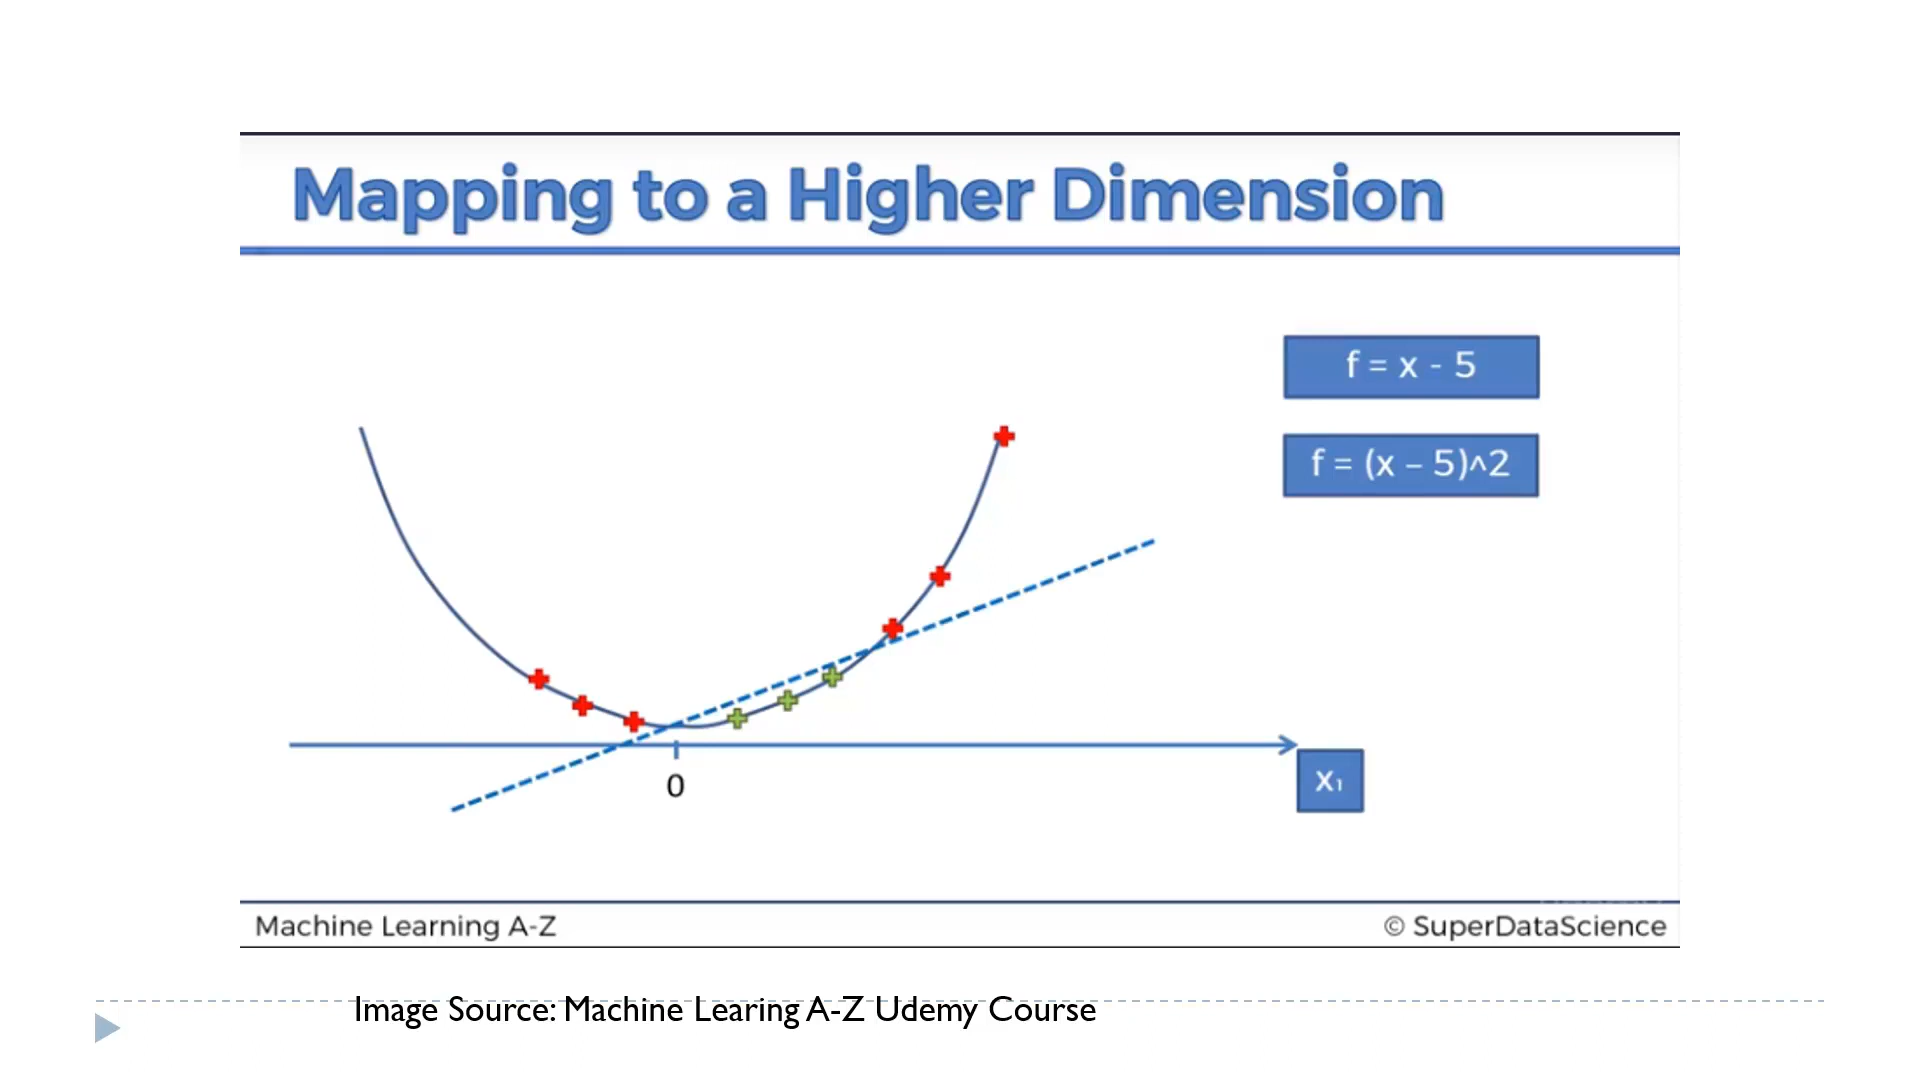 Mapping to a Higher Dimension
f = x - 5
f = (x – 5)^2
0
x₁
Machine Learning A-Z
© SuperDataScience
Image Source: Machine Learing A-Z Udemy Course